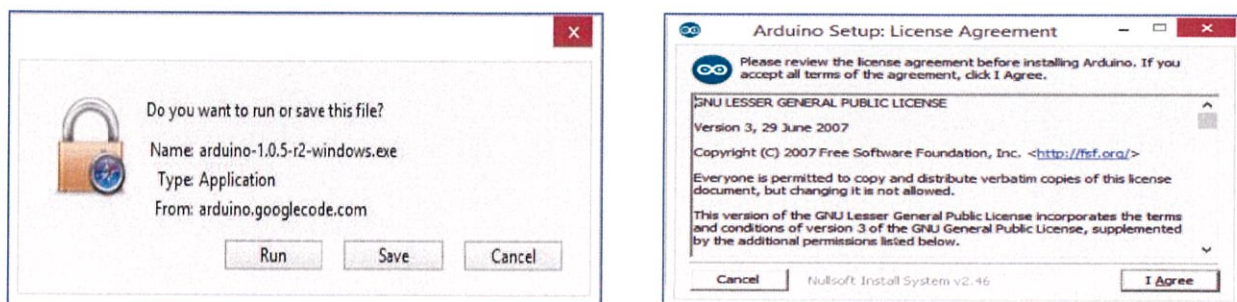 Do you want to run or save this file?
Name: arduino-1.0.5-r2-windows.exe
Type: Application
From: arduino.googlecode.com
Run Save Cancel
Arduino Setup: License Agreement
Please review the license agreement before installing Arduino. If you
accept all terms of the agreement, click I Agree.
GNU LESSER GENERAL PUBLIC LICENSE
Version 3, 29 June 2007
Copyright (C) 2007 Free Software Foundation, Inc. <http://fsf.org/>
Everyone is permitted to copy and distribute verbatim copies of this license
document, but changing it is not allowed.
This version of the GNU Lesser General Public License incorporates the terms
and conditions of version 3 of the GNU General Public License, supplemented
by the additional permissions listed below.
Cancel Nullsoft Install System v2.46 I Agree